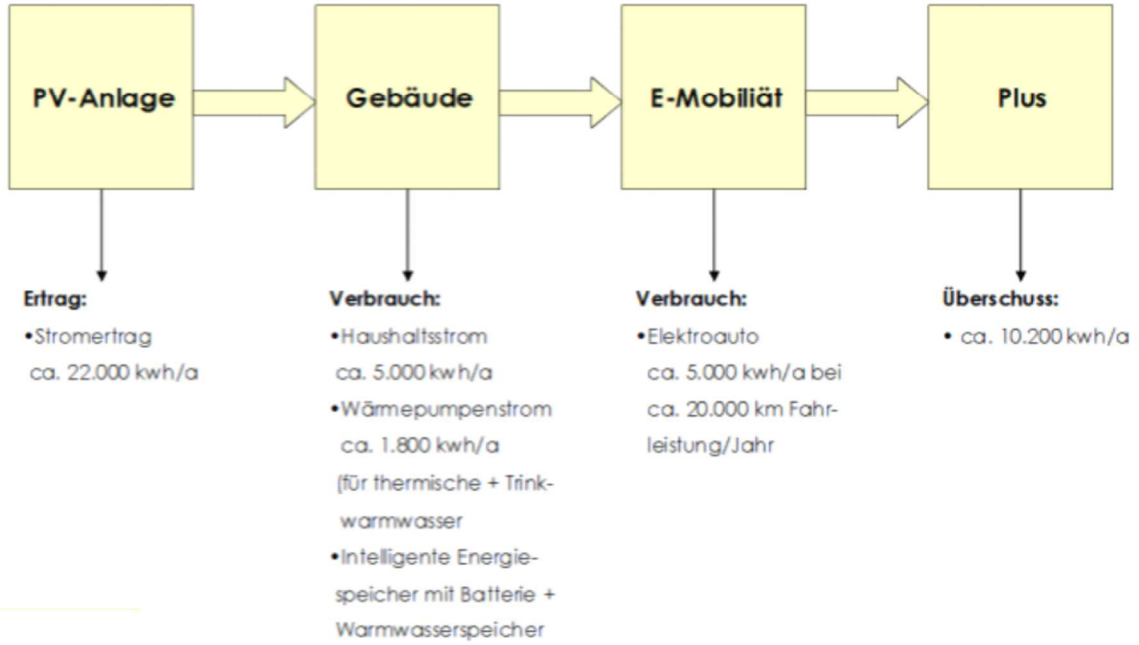 PV-Anlage
Gebäude
E-Mobiliät
Plus
Ertrag:
•Stromertrag
ca. 22.000 kwh/a
Verbrauch:
•Haushaltsstrom
ca. 5.000 kwh/a
•Wärmepumpenstrom
ca. 1.800 kwh/a
(für thermische + Trink-
warmwasser
•Intelligente Energie-
speicher mit Batterie +
Warmwasserspeicher
Verbrauch:
•Elektroauto
ca. 5.000 kwh/a bei
ca. 20.000 km Fahr-
leistung/Jahr
Überschuss:
• ca. 10.200 kwh/a